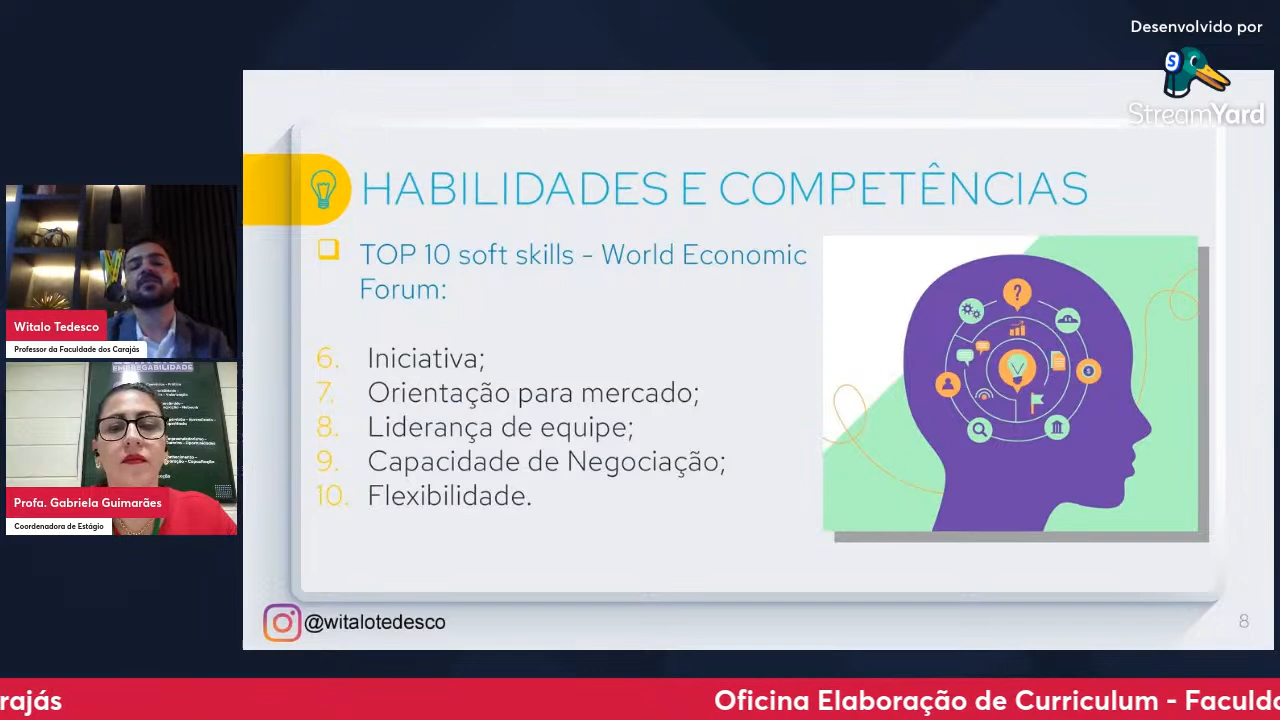 Desenvolvido por
StreamYard
HABILIDADES E COMPETÊNCIAS
TOP 10 soft skills - World Economic
Forum:
6. Iniciativa;
7. Orientação para mercado;
8. Liderança de equipe;
9. Capacidade de Negociação;
10. Flexibilidade.
@witalotedesco
8
Witalo Tedesco
Professor da Faculdade dos Carajás
EMPREGABILIDADE
Profa. Gabriela Guimarães
Coordenadora de Estágio
rajás
Oficina Elaboração de Curriculum - Faculd